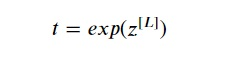 t = exp(z^{[L]})